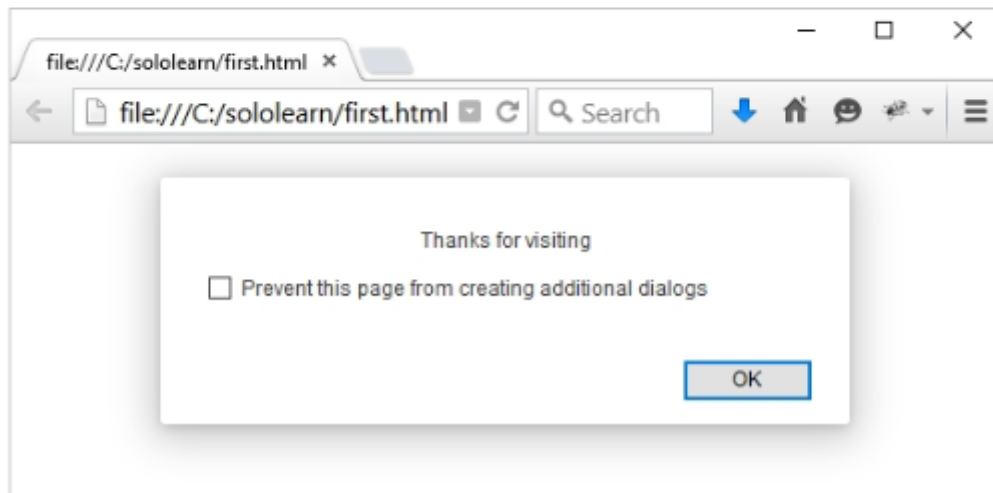 file:///C:/sololearn/first.html
file:///C:/sololearn/first.html
Search
Thanks for visiting
Prevent this page from creating additional dialogs
OK